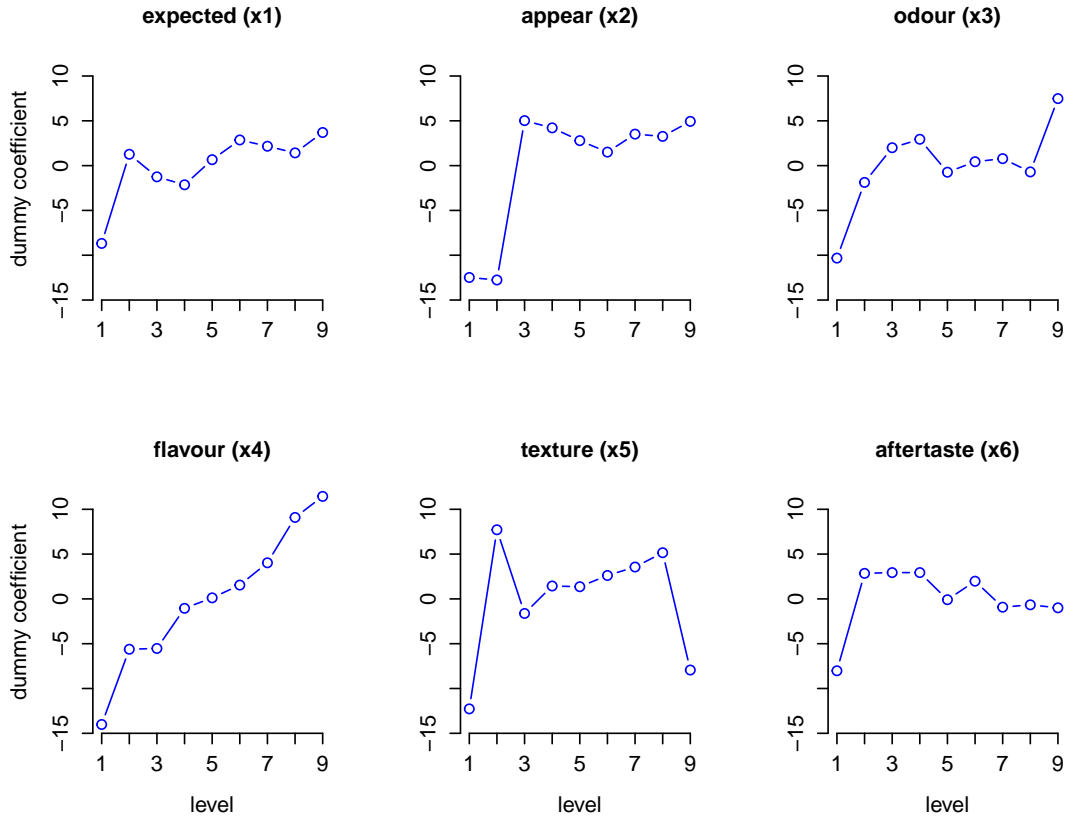 expected (x1)
appear (x2)
odour (x3)
dummy coefficient
10
5
0
−5
−15
1 3 5 7 9
10
5
0
−5
−15
1 3 5 7 9
10
5
0
−5
−15
1 3 5 7 9
flavour (x4)
texture (x5)
aftertaste (x6)
dummy coefficient
10
5
0
−5
−15
1 3 5 7 9
level
10
5
0
−5
−15
1 3 5 7 9
level
10
5
0
−5
−15
1 3 5 7 9
level